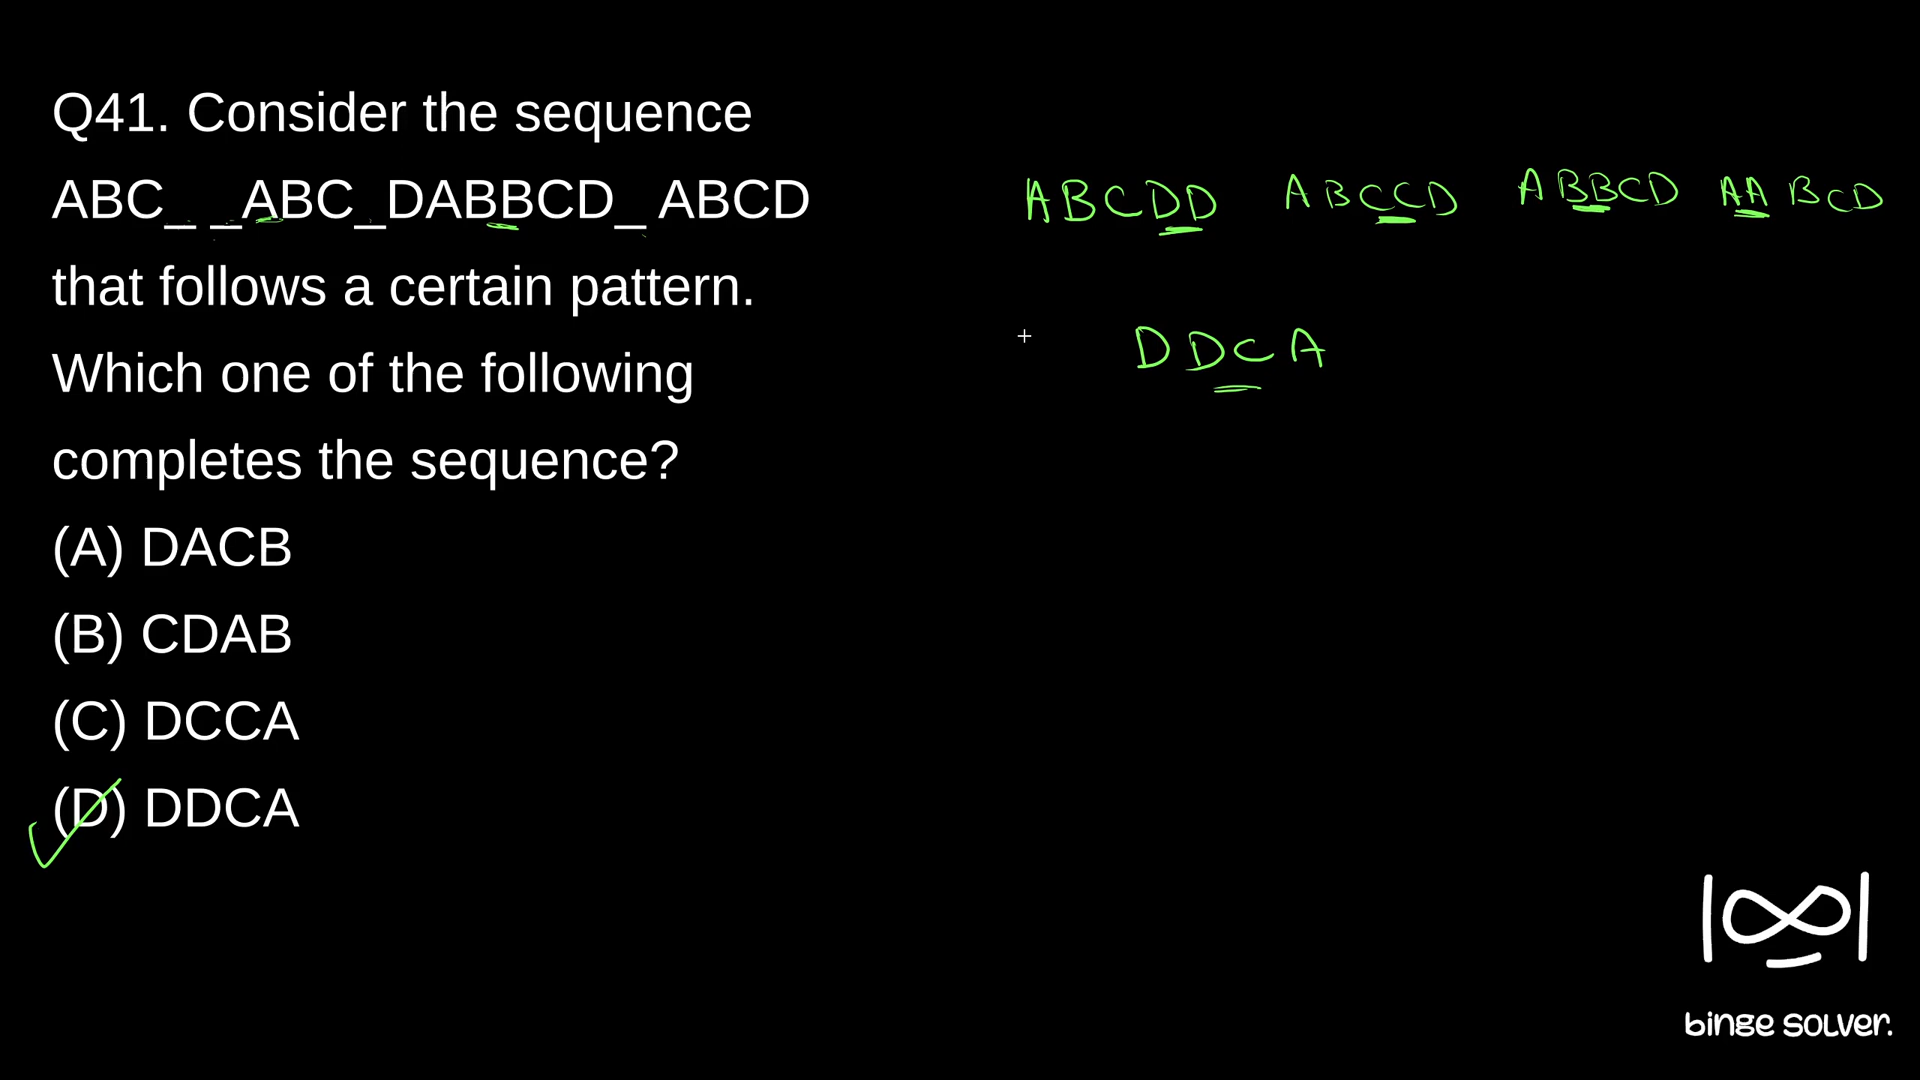 Q41. Consider the sequence
ABC_ _ABC_DABBCD_ ABCD
that follows a certain pattern.
Which one of the following
completes the sequence?
(A) DACB
(B) CDAB
(C) DCCA
(D) DDCA
ABCDD ABCCD ABBCD AABCD
DDCA
binge solver.